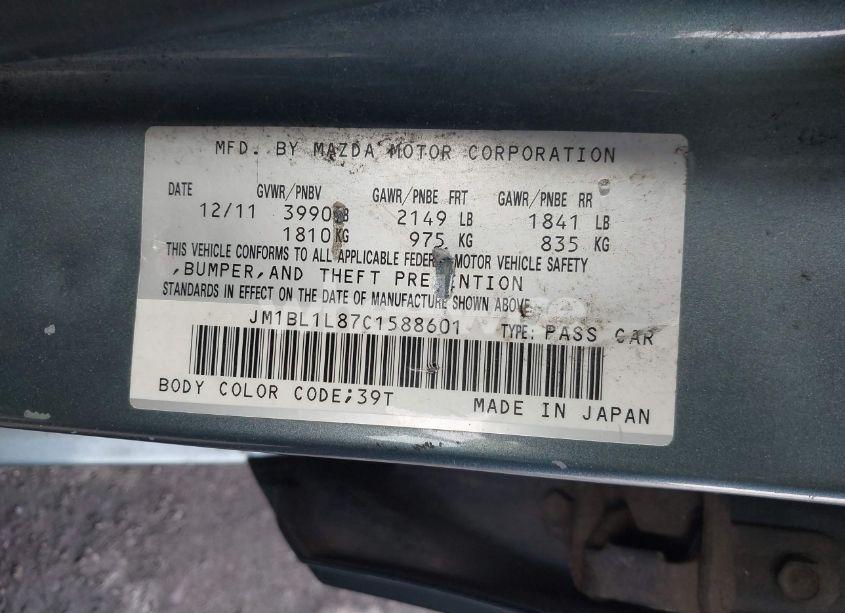 MFD. BY MAZDA MOTOR CORPORATION
DATE GVWR/PNBV GAWR/PNBE FRT GAWR/PNBE RR
12/11 3990 2149 LB 1841 LB
1810 KG 975 KG 835 KG
THIS VEHICLE CONFORMS TO ALL APPLICABLE MOTOR VEHICLE SAFETY
,BUMPER,AND THEFT
STANDARDS IN EFFECT ON THE DATE OF MANUFACTURE SHOWN ABOVE.
JM1BL1L87C1588601 TYPE: PASS CAR
BODY COLOR CODE;39T MADE IN JAPAN